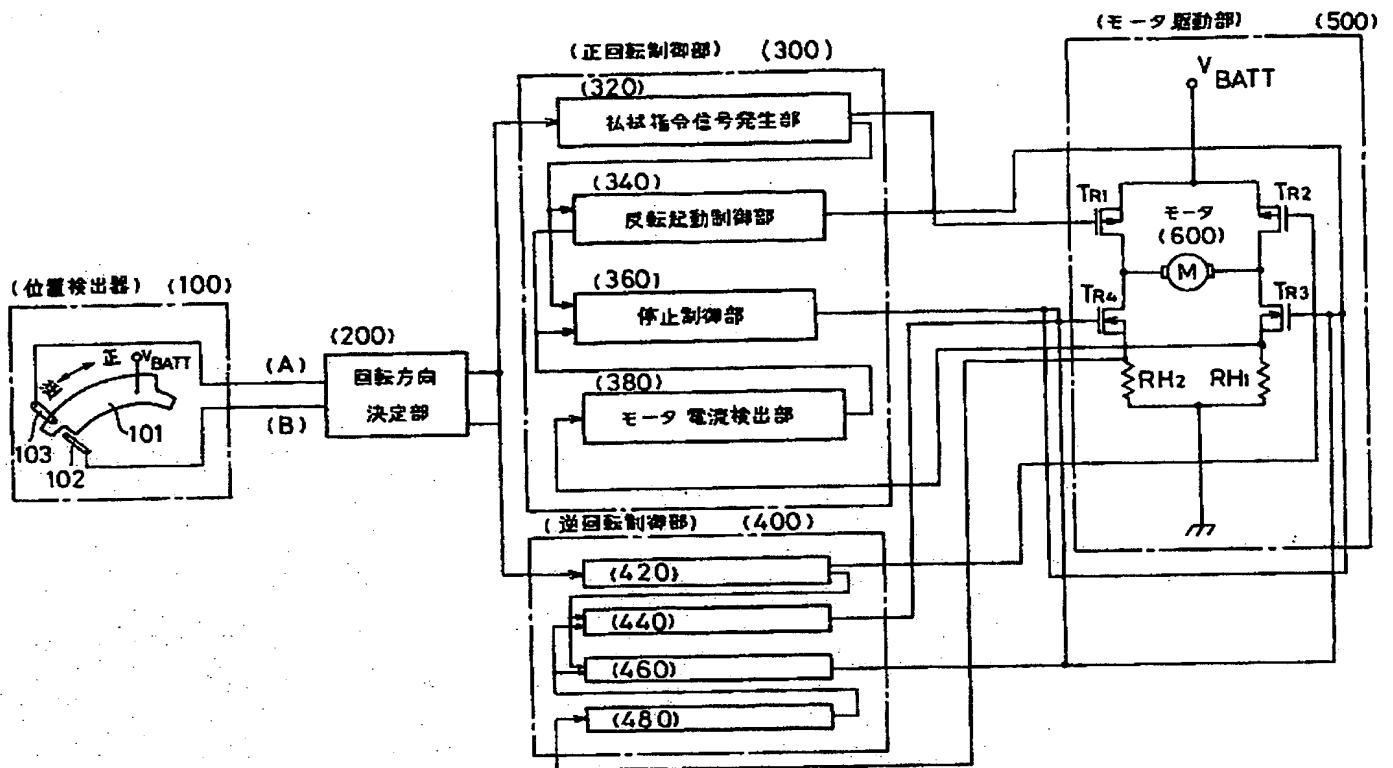 (位置検出器) (100)
逆
正
VBATT
101
103
102
(A)
(B)
(200)
回転方向
決定部
(正回転制御部) (300)
(320)
払拭指令信号発生部
(340)
反転起動制御部
(360)
停止制御部
(380)
モータ電流検出部
(逆回転制御部) (400)
(420)
(440)
(460)
(480)
(モータ駆動部) (500)
VBATT
TR1
TR2
モータ
(600)
M
TR4
TR3
RH2
RH1